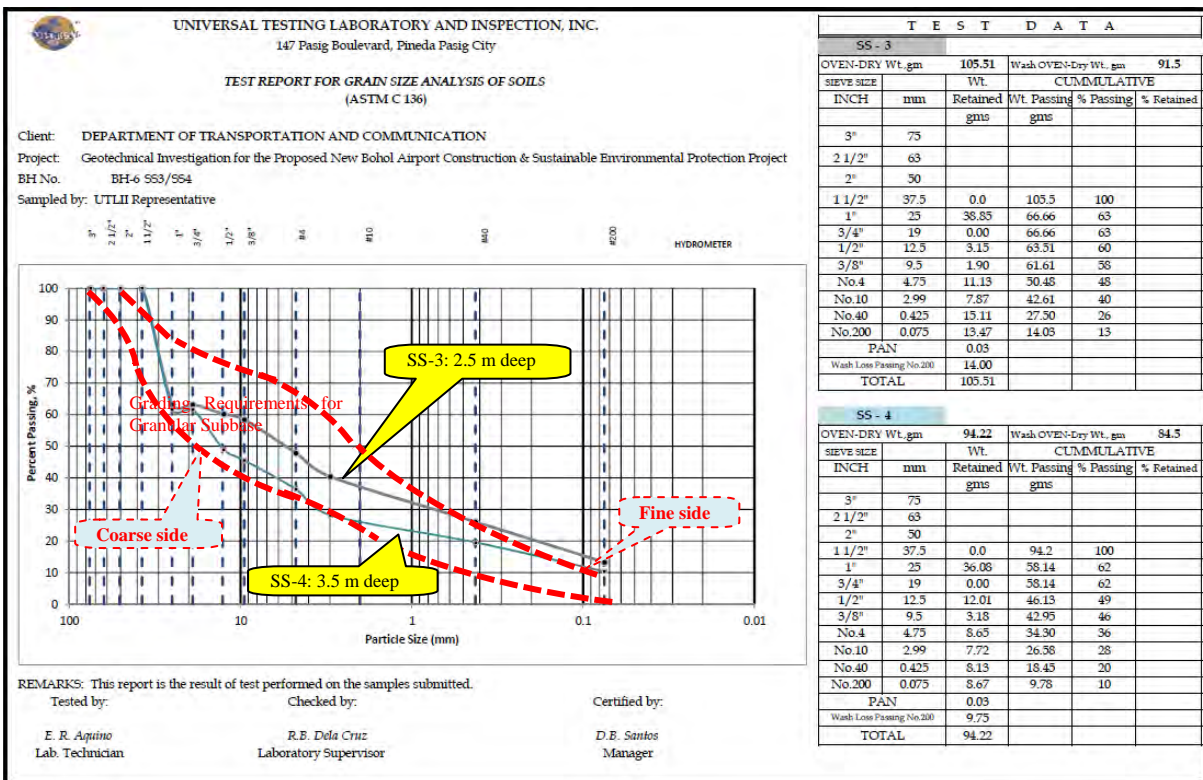 UNIVERSAL TESTING LABORATORY AND INSPECTION, INC.
147 Pasig Boulevard, Pineda Pasig City
TEST REPORT FOR GRAIN SIZE ANALYSIS OF SOILS
(ASTM C 136)
Client: DEPARTMENT OF TRANSPORTATION AND COMMUNICATION
Project: Geotechnical Investigation for the Proposed New Bohol Airport Construction & Sustainable Environmental Protection Project
BH No. BH-6 SS3/SS4
Sampled by: UTLII Representative
3" 2 1/2" 2" 1 1/2" 1" 3/4" 1/2" 3/8" #4 #10 #40 #200 HYDROMETER
Percent Passing, %
100
90
80
70
60
50
40
30
20
10
0
SS-3: 2.5 m deep
Grading Requirements for
Granular Subbase
Coarse side
Fine side
SS-4: 3.5 m deep
100 10 1 0.1 0.01
Particle Size (mm)
REMARKS: This report is the result of test performed on the samples submitted.
Tested by: Checked by: Certified by:
E. R. Aquino R.B. Dela Cruz D.B. Santos
Lab. Technician Laboratory Supervisor Manager
T E S T D A T A
SS - 3
OVEN-DRY Wt.,gm 105.51 Wash OVEN-Dry Wt., gm 91.5
SIEVE SIZE Wt. CUMMULATIVE
INCH mm Retained Wt. Passing % Passing % Retained
gms gms
3" 75
2 1/2" 63
2" 50
1 1/2" 37.5 0.0 105.5 100
1" 25 38.85 66.66 63
3/4" 19 0.00 66.66 63
1/2" 12.5 3.15 63.51 60
3/8" 9.5 1.90 61.61 58
No.4 4.75 11.13 50.48 48
No.10 2.99 7.87 42.61 40
No.40 0.425 15.11 27.50 26
No.200 0.075 13.47 14.03 13
PAN 0.03
Wash Loss Passing No.200 14.00
TOTAL 105.51
SS - 4
OVEN-DRY Wt.,gm 94.22 Wash OVEN-Dry Wt., gm 84.5
SIEVE SIZE Wt. CUMMULATIVE
INCH mm Retained Wt. Passing % Passing % Retained
gms gms
3" 75
2 1/2" 63
2" 50
1 1/2" 37.5 0.0 94.2 100
1" 25 36.08 58.14 62
3/4" 19 0.00 58.14 62
1/2" 12.5 12.01 46.13 49
3/8" 9.5 3.18 42.95 46
No.4 4.75 8.65 34.30 36
No.10 2.99 7.72 26.58 28
No.40 0.425 8.13 18.45 20
No.200 0.075 8.67 9.78 10
PAN 0.03
Wash Loss Passing No.200 9.75
TOTAL 94.22